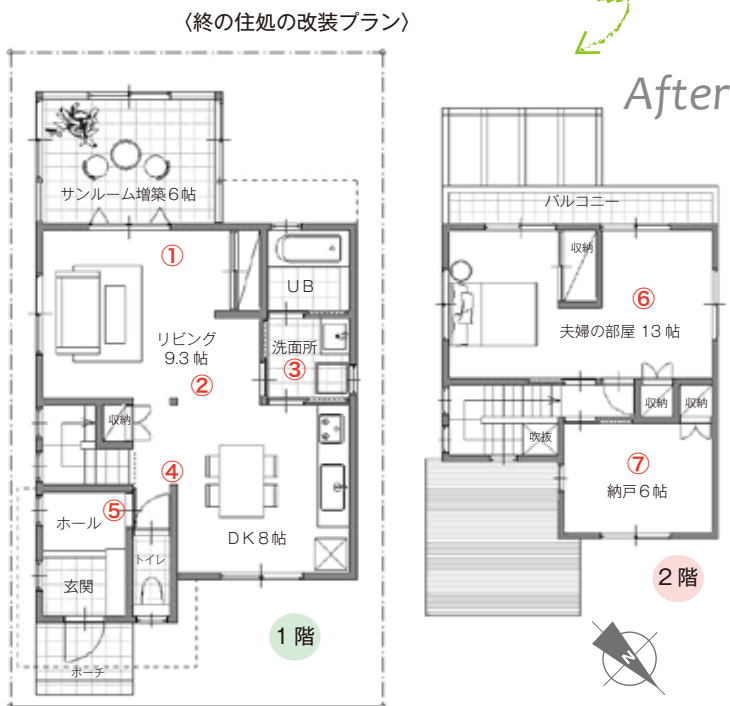 〈終の住処の改装プラン〉
After
サンルーム増築6帖
①
UB
リビング
9.3 帖
洗面所
③
②
収納
④
⑤
ホール
DK8帖
トイレ
玄関
ポーチ
1 階
バルコニー
収納
⑥
夫婦の部屋 13 帖
収納
収納
吹抜
⑦
納戸6帖
2 階
N